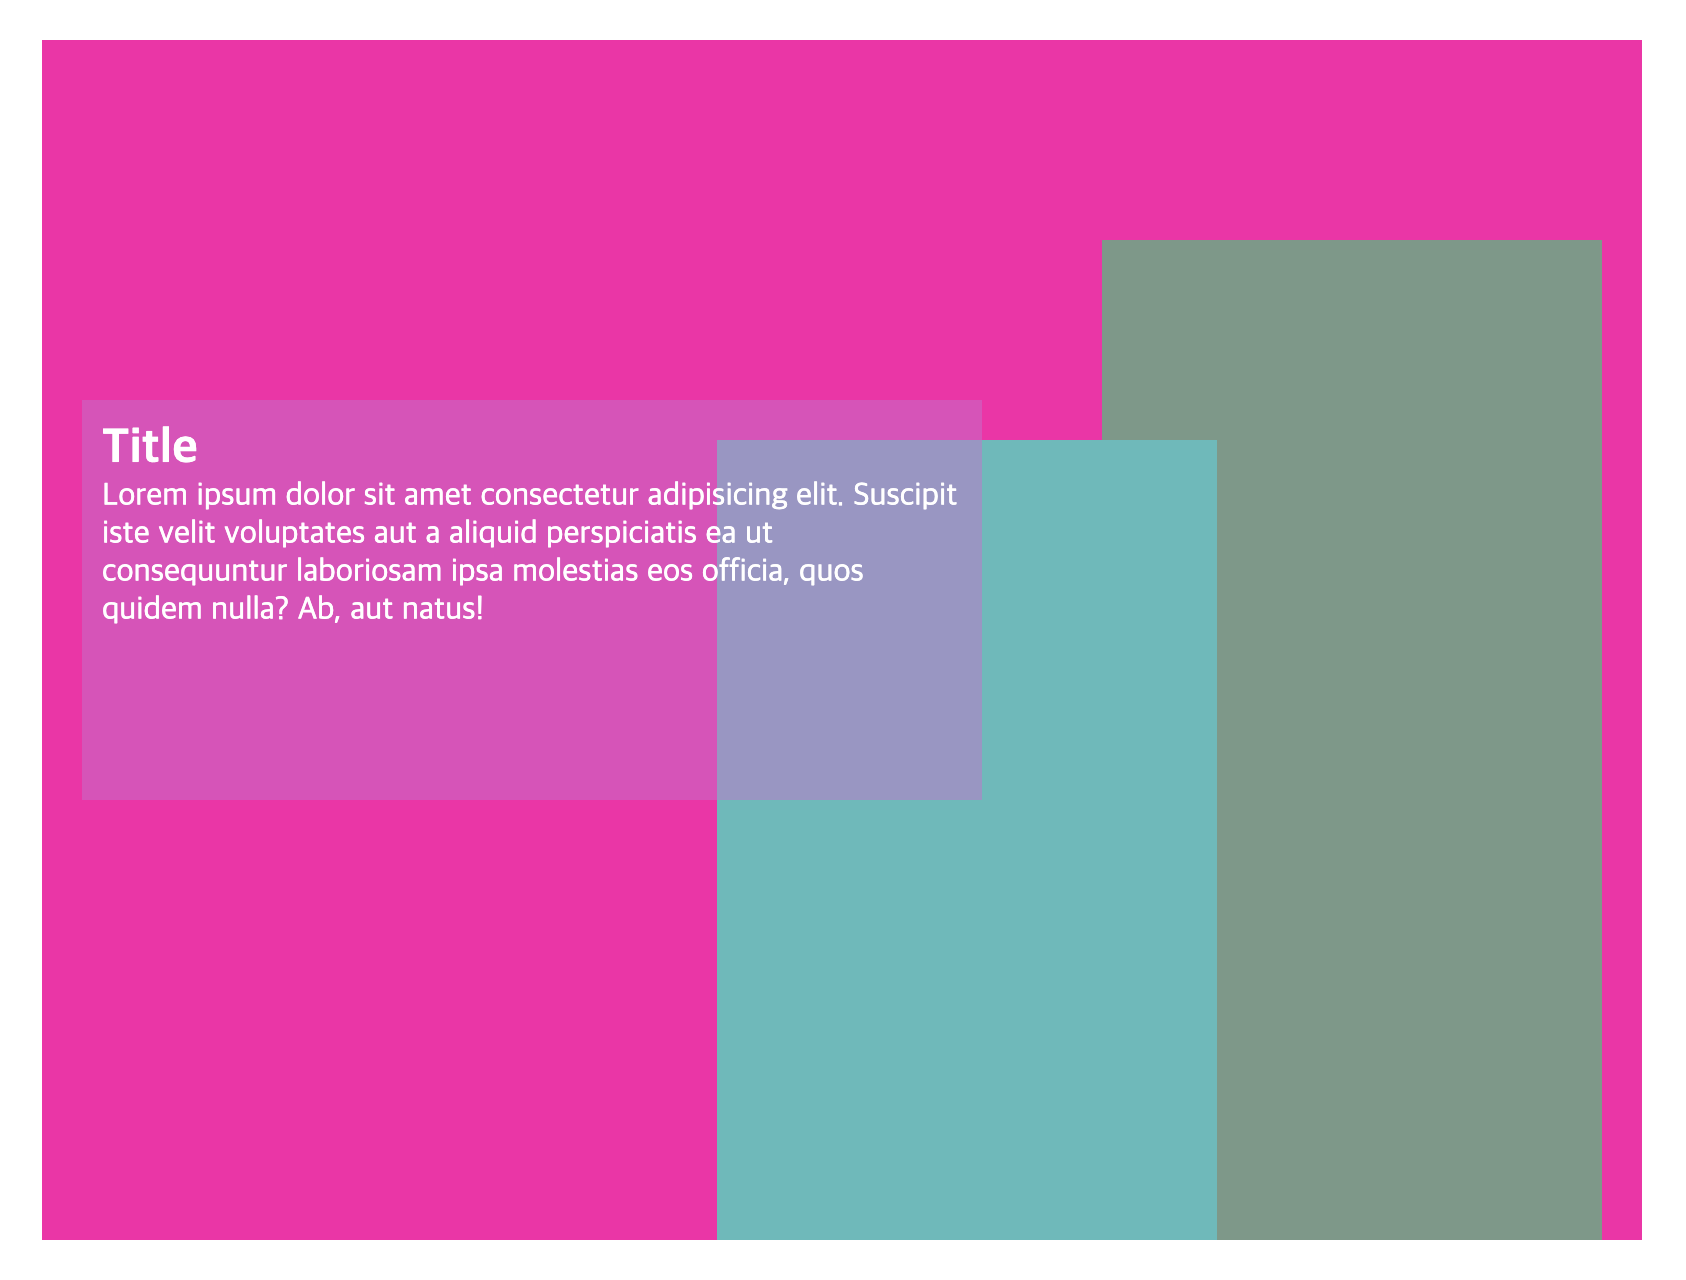 Title
Lorem ipsum dolor sit amet consectetur adipisicing elit. Suscipit
iste velit voluptates aut a aliquid perspiciatis ea ut
consequuntur laboriosam ipsa molestias eos officia, quos
quidem nulla? Ab, aut natus!